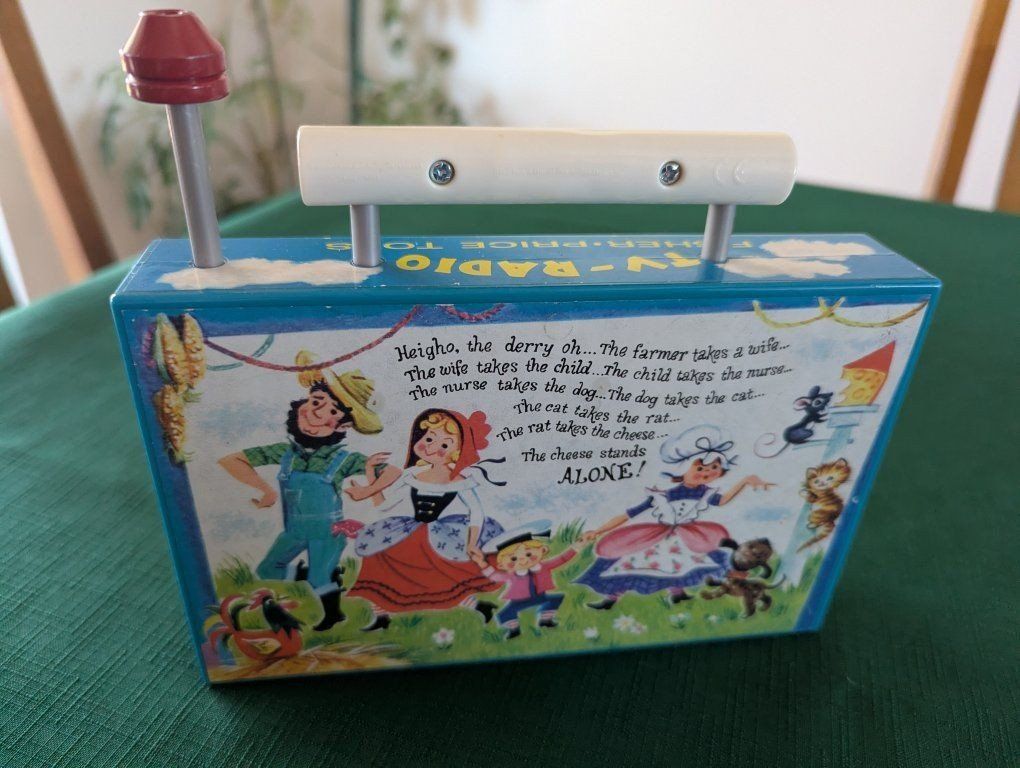 FISHER-PRICE TOYS
TV-RADIO
Heigho, the derry oh...The farmer takes a wife...
The wife takes the child...The child takes the nurse...
The nurse takes the dog...The dog takes the cat...
The cat takes the rat...
The rat takes the cheese...
The cheese stands
ALONE!
CE